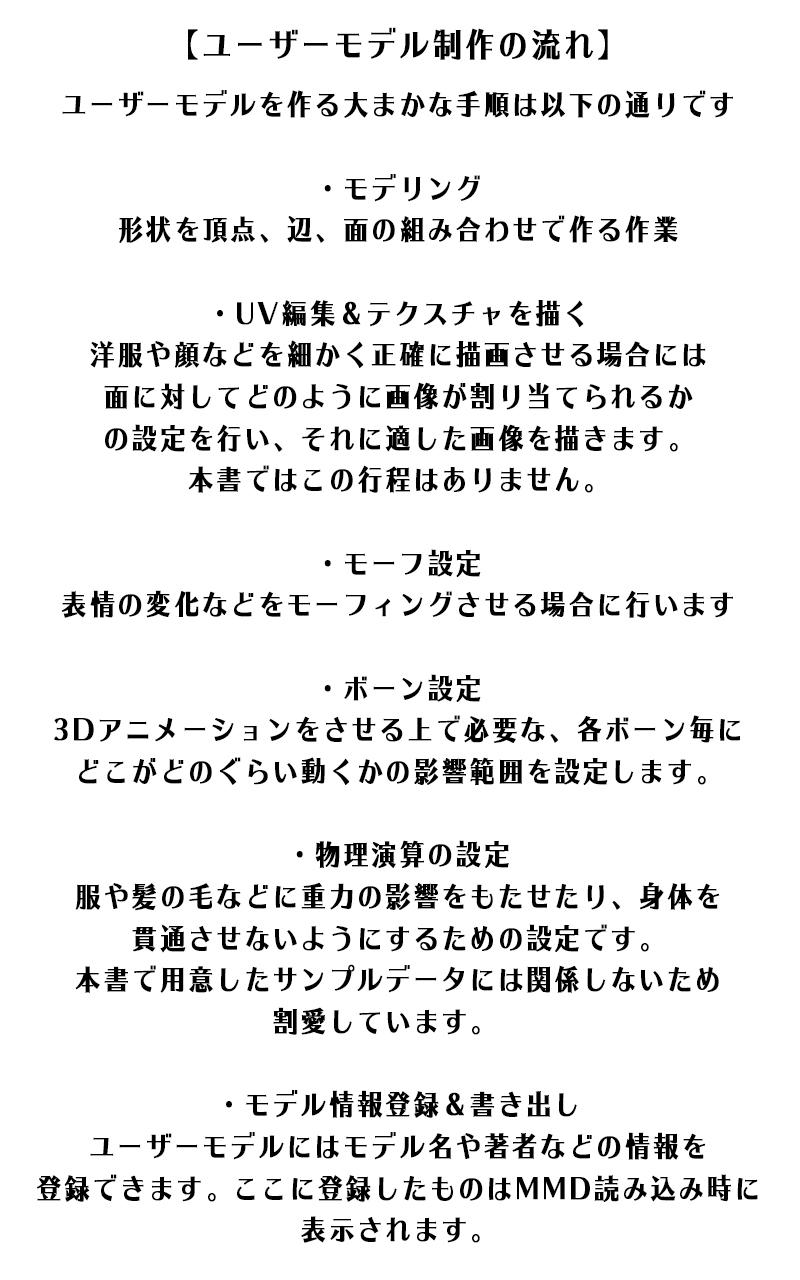 【ユーザーモデル制作の流れ】
ユーザーモデルを作る大まかな手順は以下の通りです
・モデリング
形状を頂点、辺、面の組み合わせで作る作業
・UV編集&テクスチャを描く
洋服や顔などを細かく正確に描画させる場合には
面に対してどのように画像が割り当てられるか
の設定を行い、それに適した画像を描きます。
本書ではこの行程はありません。
・モーフ設定
表情の変化などをモーフィングさせる場合に行います
・ボーン設定
3Dアニメーションをさせる上で必要な、各ボーン毎に
どこがどのぐらい動くかの影響範囲を設定します。
・物理演算の設定
服や髪の毛などに重力の影響をもたせたり、身体を
貫通させないようにするための設定です。
本書で用意したサンプルデータには関係しないため
割愛しています。
・モデル情報登録&書き出し
ユーザーモデルにはモデル名や著者などの情報を
登録できます。ここに登録したものはMMD読み込み時に
表示されます。